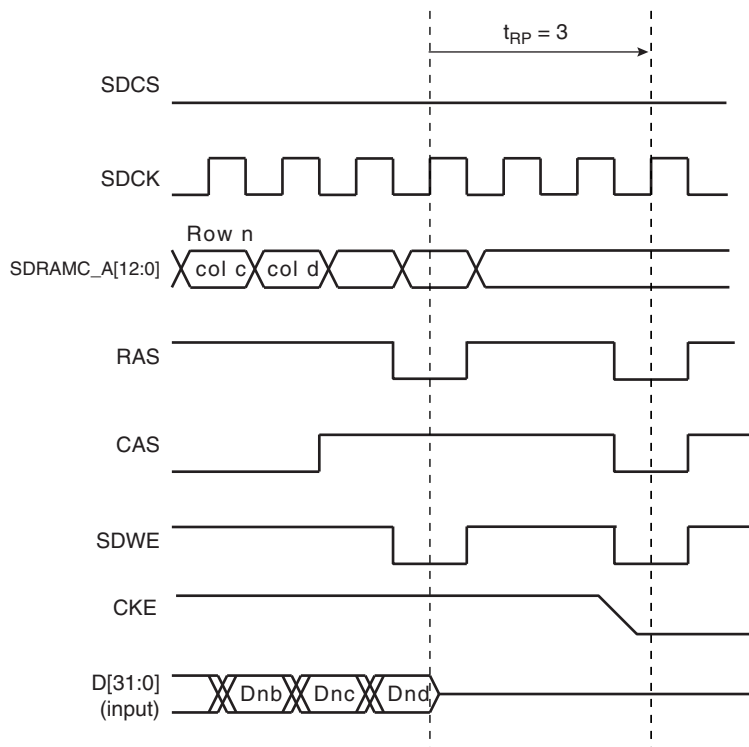 t_RP = 3
SDCS
SDCK
Row n
SDRAMC_A[12:0]
col c
col d
RAS
CAS
SDWE
CKE
D[31:0]
(input)
Dnb
Dnc
Dnd